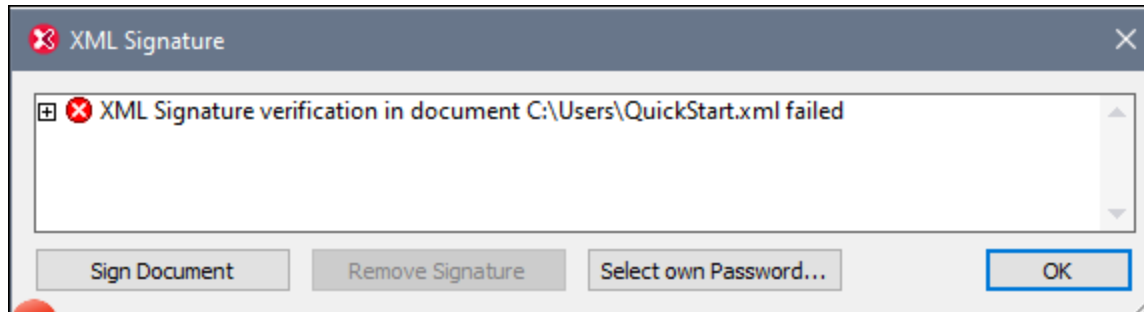 XML Signature
XML Signature verification in document C:\Users\QuickStart.xml failed
Sign Document Remove Signature Select own Password... OK